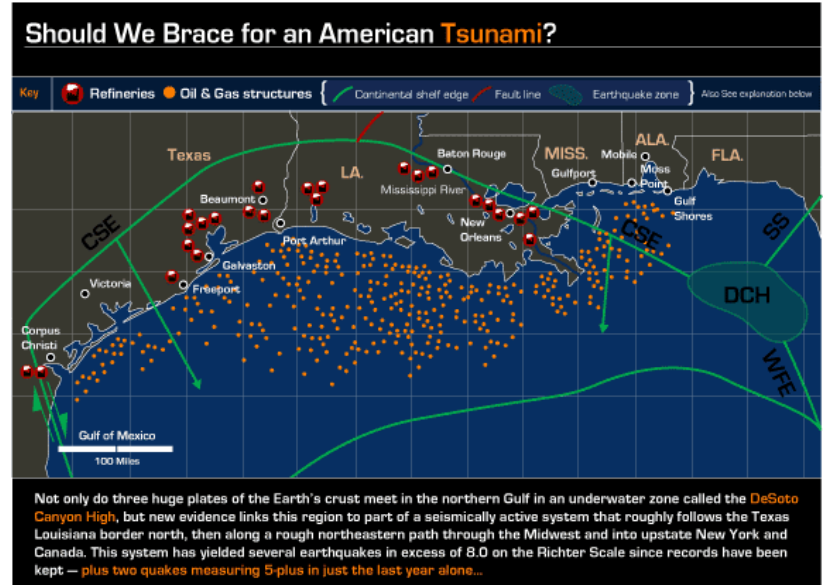 Should We Brace for an American Tsunami?
Key Refineries Oil & Gas structures { Continental shelf edge Fault line Earthquake zone } Also See explanation below
Texas
LA.
MISS.
ALA.
FLA.
Baton Rouge
Mobile
Moss
Point
Gulfport
Mississippi River
Beaumont
Gulf
Shores
New
Orleans
CSE
CSE
SS
Port Arthur
Galvaston
Victoria
Freeport
DCH
Corpus
Christi
WFE
Gulf of Mexico
100 Miles
Not only do three huge plates of the Earth's crust meet in the northern Gulf in an underwater zone called the DeSoto
Canyon High, but new evidence links this region to part of a seismically active system that roughly follows the Texas
Louisiana border north, then along a rough northeastern path through the Midwest and into upstate New York and
Canada. This system has yielded several earthquakes in excess of 8.0 on the Richter Scale since records have been
kept — plus two quakes measuring 5-plus in just the last year alone...